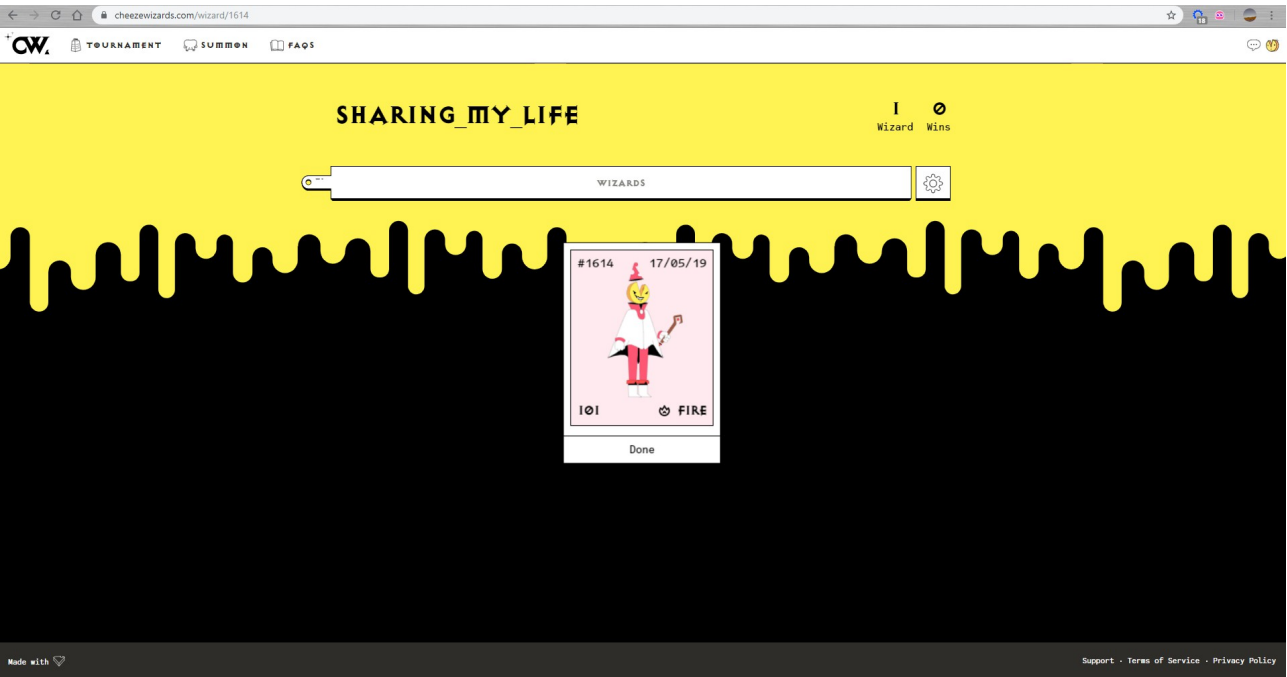 cheezewizards.com/wizard/1614
CW. TOURNAMENT SUMMON FAQS
SHARING_MY_LIFE
1 0
Wizard Wins
WIZARDS
#1614 17/05/19
101 FIRE
Done
Made with
Support · Terms of Service · Privacy Policy